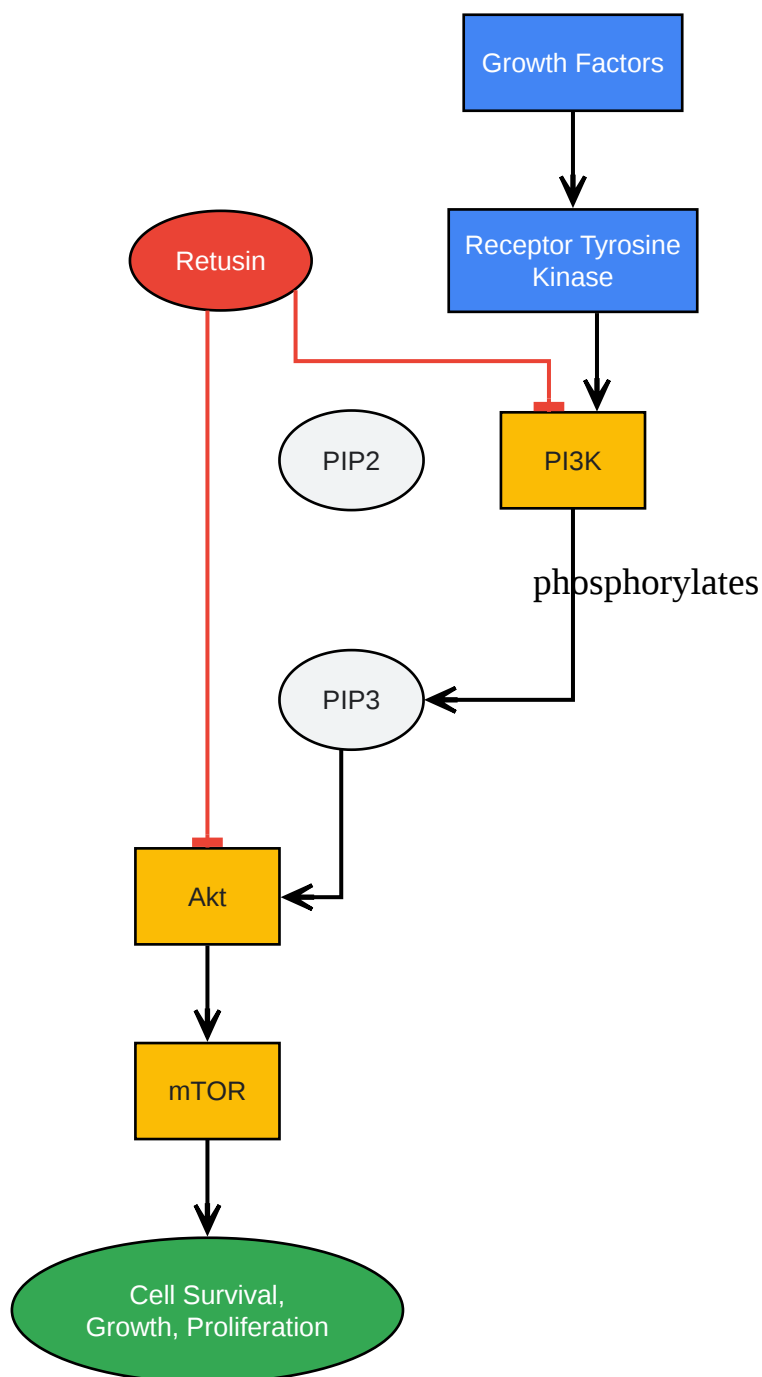 Growth Factors
Receptor Tyrosine
Kinase
Retusin
PIP2
PI3K
phosphorylates
PIP3
Akt
mTOR
Cell Survival,
Growth, Proliferation